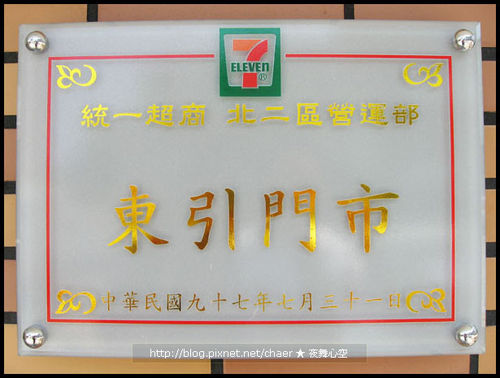 7
ELEVEN
®
統一超商 北二區營運部
東引門市
中華民國九十七年七月三十一日
http://blog.pixnet.net/chaer ★ 夜舞心空